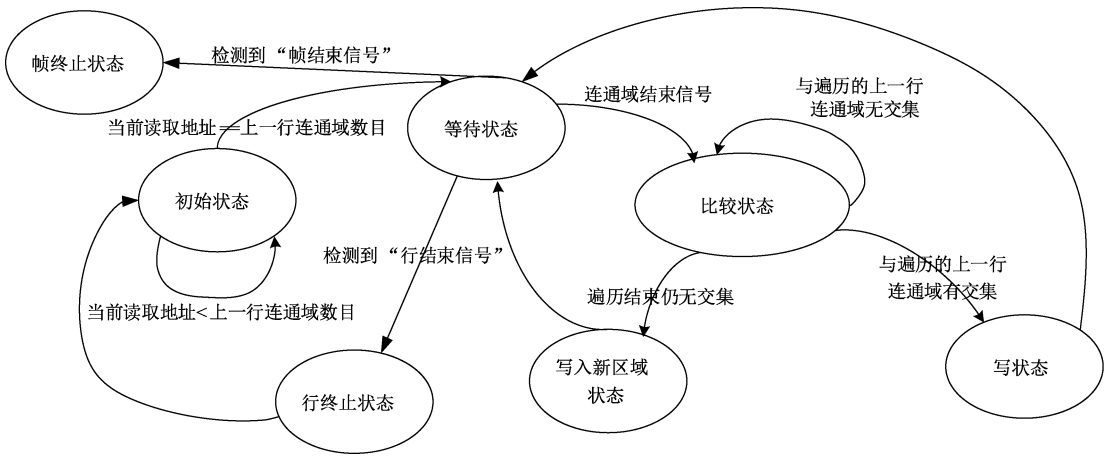 帧终止状态
检测到“帧结束信号”
当前读取地址==上一行连通域数目
等待状态
连通域结束信号
与遍历的上一行
连通域无交集
初始状态
比较状态
检测到“行结束信号”
与遍历的上一行
连通域有交集
遍历结束仍无交集
当前读取地址<上一行连通域数目
写入新区域
状态
写状态
行终止状态